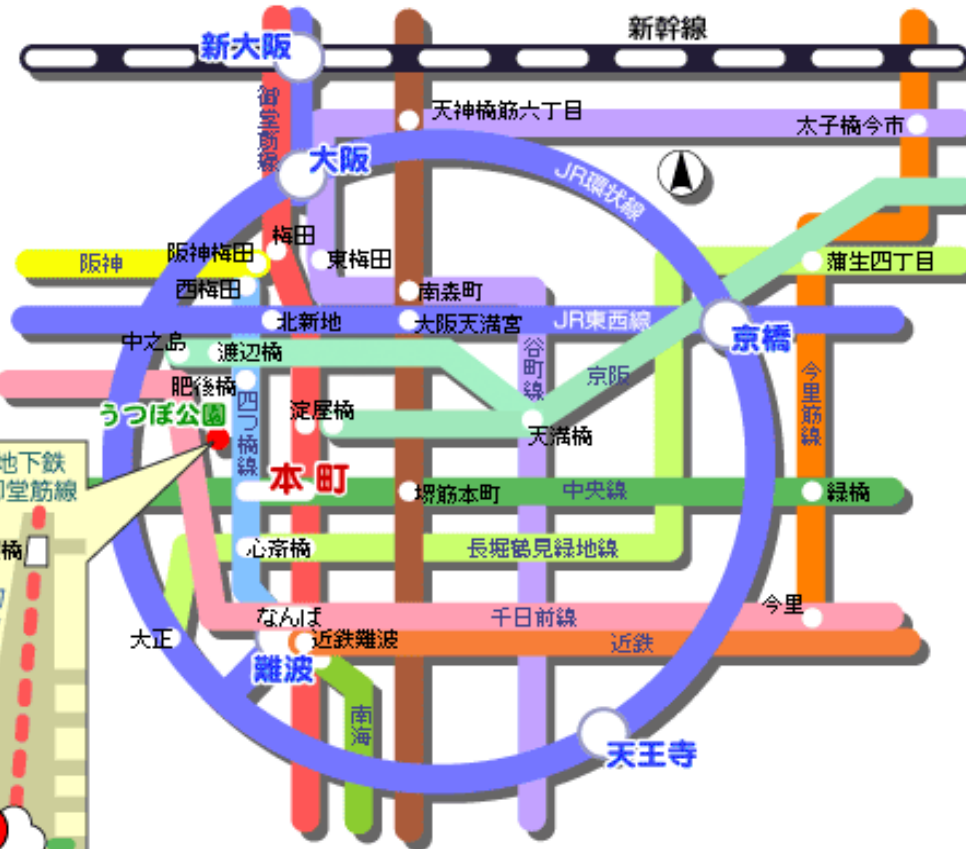 新幹線
新大阪
御堂筋線
天神橋筋六丁目
太子橋今市
大阪
JR環状線
梅田
阪神梅田
東梅田
阪神
蒲生四丁目
西梅田
南森町
北新地
大阪天満宮
JR東西線
京橋
中之島
渡辺橋
谷町線
京阪
今里筋線
肥後橋
四つ橋線
うつぼ公園
淀屋橋
天満橋
地下鉄
堂筋線
本町
堺筋本町
中央線
緑橋
橋
心斎橋
長堀鶴見緑地線
なんば
千日前線
今里
大正
近鉄難波
近鉄
難波
南海
天王寺